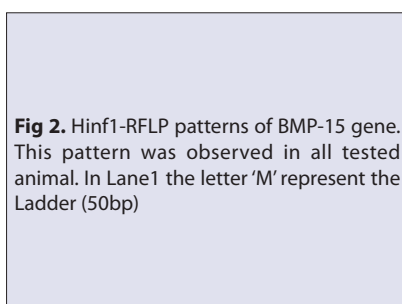 Fig 2. Hinf1-RFLP patterns of BMP-15 gene.
This pattern was observed in all tested
animal. In Lane1 the letter ‘M’ represent the
Ladder (50bp)